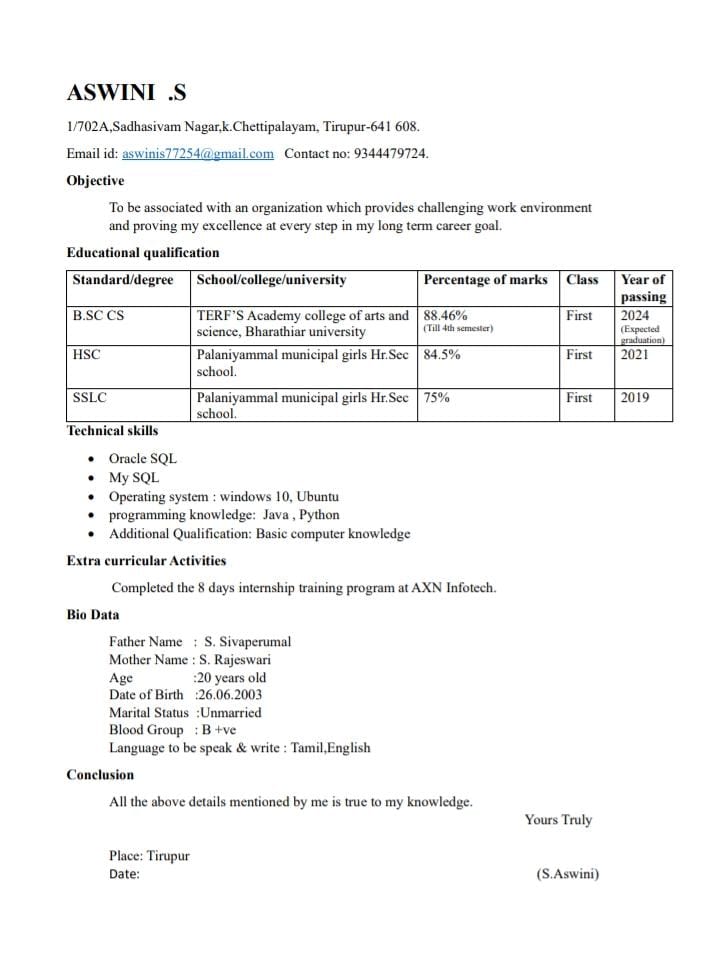 ASWINI .S
1/702A,Sadhasivam Nagar,k.Chettipalayam, Tirupur-641 608.
Email id: aswinis77254@gmail.com Contact no: 9344479724.
Objective
To be associated with an organization which provides challenging work environment
and proving my excellence at every step in my long term career goal.
Educational qualification
Standard/degree School/college/university Percentage of marks Class Year of
passing
B.SC CS TERF'S Academy college of arts and 88.46% First 2024
science, Bharathiar university (Till 4th semester) (Expected
graduation)
HSC Palaniyammal municipal girls Hr.Sec 84.5% First 2021
school.
SSLC Palaniyammal municipal girls Hr.Sec 75% First 2019
school.
Technical skills
• Oracle SQL
• My SQL
• Operating system : windows 10, Ubuntu
• programming knowledge: Java , Python
• Additional Qualification: Basic computer knowledge
Extra curricular Activities
Completed the 8 days internship training program at AXN Infotech.
Bio Data
Father Name : S. Sivaperumal
Mother Name : S. Rajeswari
Age :20 years old
Date of Birth :26.06.2003
Marital Status :Unmarried
Blood Group : B +ve
Language to be speak & write : Tamil,English
Conclusion
All the above details mentioned by me is true to my knowledge.
Yours Truly
Place: Tirupur
Date: (S.Aswini)